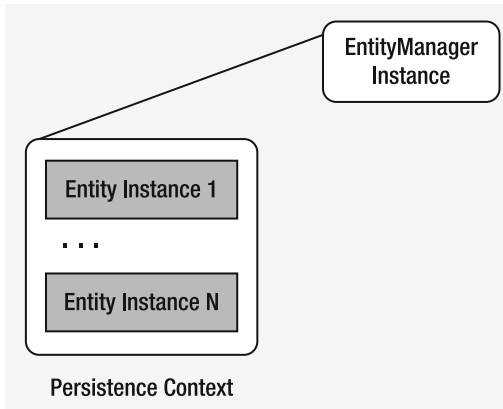 EntityManager
Instance
Entity Instance 1
...
Entity Instance N
Persistence Context